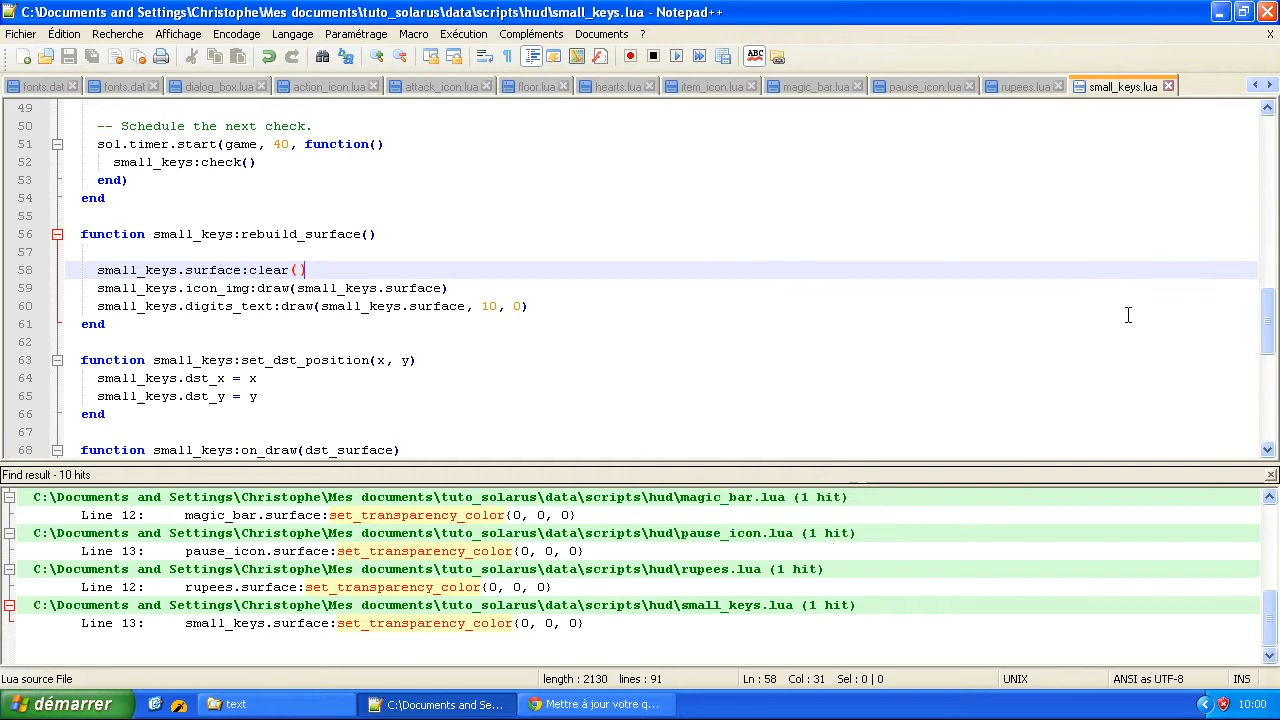 C:\Documents and Settings\Christophe\Mes documents\tuto_solarus\data\scripts\hud\small_keys.lua - Notepad++
Fichier Édition Recherche Affichage Encodage Langage Paramétrage Macro Exécution Compléments Documents ? X
ABC
fonts.dat fonts.dat dialog_box.lua action_icon.lua attack_icon.lua floor.lua hearts.lua item_icon.lua magic_bar.lua pause_icon.lua rupees.lua small_keys.lua
49
50 -- Schedule the next check.
51 sol.timer.start(game, 40, function()
52 small_keys:check()
53 end)
54 end
55
56 function small_keys:rebuild_surface()
57
58 small_keys.surface:clear()
59 small_keys.icon_img:draw(small_keys.surface)
60 small_keys.digits_text:draw(small_keys.surface, 10, 0)
61 end
62
63 function small_keys:set_dst_position(x, y)
64 small_keys.dst_x = x
65 small_keys.dst_y = y
66 end
67
68 function small_keys:on_draw(dst_surface)
Find result - 10 hits
C:\Documents and Settings\Christophe\Mes documents\tuto_solarus\data\scripts\hud\magic_bar.lua (1 hit)
Line 12: magic_bar.surface:set_transparency_color{0, 0, 0}
C:\Documents and Settings\Christophe\Mes documents\tuto_solarus\data\scripts\hud\pause_icon.lua (1 hit)
Line 13: pause_icon.surface:set_transparency_color{0, 0, 0}
C:\Documents and Settings\Christophe\Mes documents\tuto_solarus\data\scripts\hud\rupees.lua (1 hit)
Line 12: rupees.surface:set_transparency_color{0, 0, 0}
C:\Documents and Settings\Christophe\Mes documents\tuto_solarus\data\scripts\hud\small_keys.lua (1 hit)
Line 13: small_keys.surface:set_transparency_color{0, 0, 0}
Lua source File length : 2130 lines : 91 Ln : 58 Col : 31 Sel : 0 | 0 UNIX ANSI as UTF-8 INS
démarrer text C:\Documents and Se... Mettre à jour votre q... 10:00